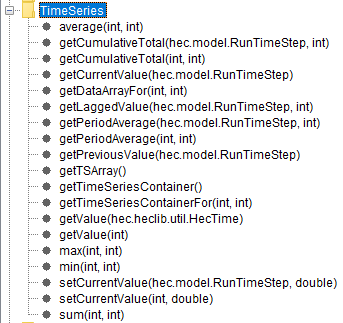 TimeSeries
average(int, int)
getCumulativeTotal(hec.model.RunTimeStep, int)
getCumulativeTotal(int, int)
getCurrentValue(hec.model.RunTimeStep)
getDataArrayFor(int, int)
getLaggedValue(hec.model.RunTimeStep, int)
getPeriodAverage(hec.model.RunTimeStep, int)
getPeriodAverage(int, int)
getPreviousValue(hec.model.RunTimeStep)
getTSArray()
getTimeSeriesContainer()
getTimeSeriesContainerFor(int, int)
getValue(hec.heclib.util.HecTime)
getValue(int)
max(int, int)
min(int, int)
setCurrentValue(hec.model.RunTimeStep, double)
setCurrentValue(int, double)
sum(int, int)